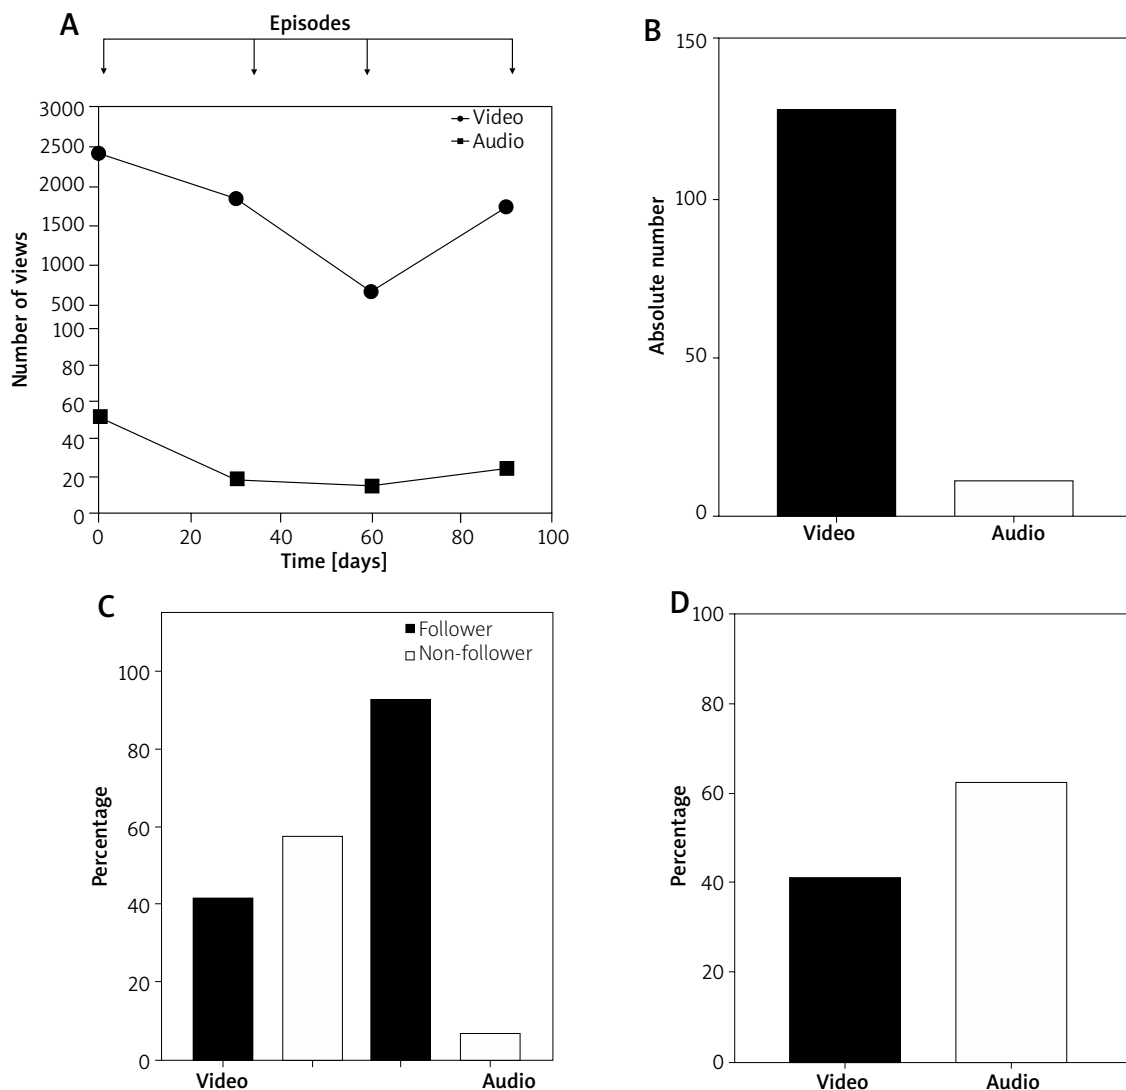 A
Episodes
3000
2500
2000
1500
1000
500
100
80
60
40
20
0
Number of views
Video
Audio
0 20 40 60 80 100
Time [days]
B
150
100
50
0
Absolute number
Video Audio
C
Follower
Non-follower
100
80
60
40
20
0
Percentage
Video Audio
D
100
80
60
40
20
0
Percentage
Video Audio